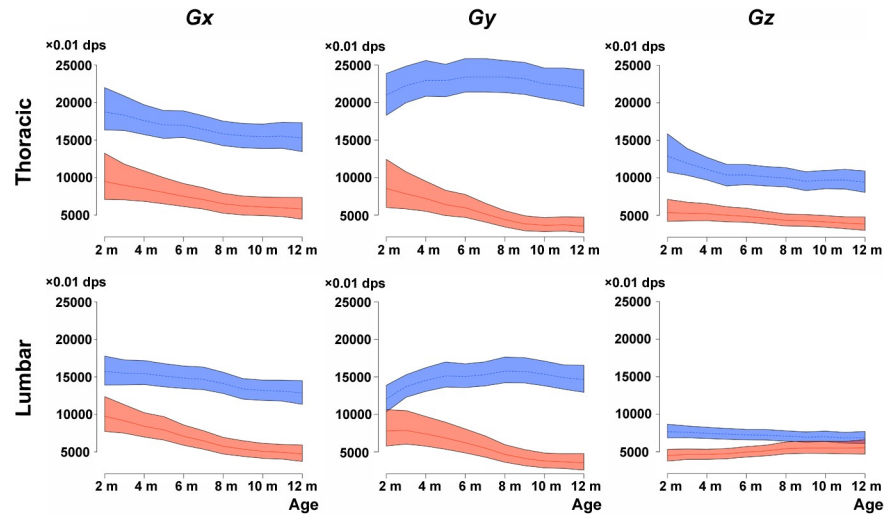 Gx Gy Gz
Thoracic
×0.01 dps ×0.01 dps ×0.01 dps
25000 25000 25000
20000 20000 20000
15000 15000 15000
10000 10000 10000
5000 5000 5000
2 m 4 m 6 m 8 m 10 m 12 m 2 m 4 m 6 m 8 m 10 m 12 m 2 m 4 m 6 m 8 m 10 m 12 m
Lumbar
×0.01 dps ×0.01 dps ×0.01 dps
25000 25000 25000
20000 20000 20000
15000 15000 15000
10000 10000 10000
5000 5000 5000
2 m 4 m 6 m 8 m 10 m 12 m 2 m 4 m 6 m 8 m 10 m 12 m 2 m 4 m 6 m 8 m 10 m 12 m
Age Age Age